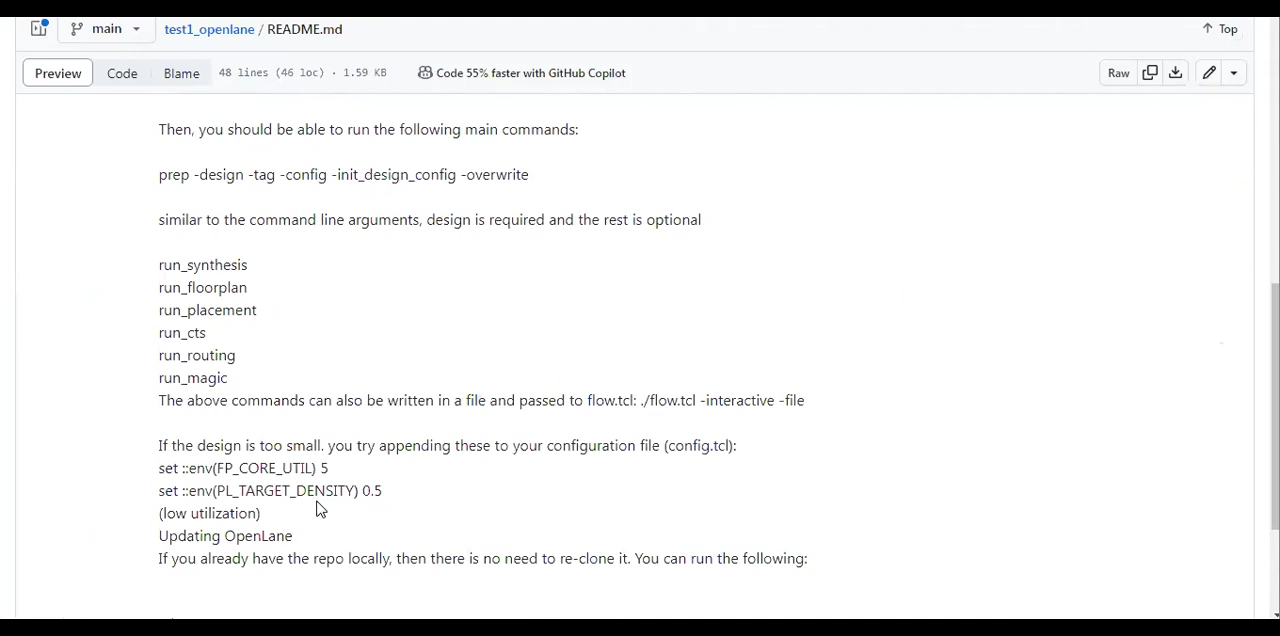 main
test1_openlane / README.md
Top
Preview
Code
Blame
48 lines (46 loc) · 1.59 KB
Code 55% faster with GitHub Copilot
Raw
Then, you should be able to run the following main commands:
prep -design -tag -config -init_design_config -overwrite
similar to the command line arguments, design is required and the rest is optional
run_synthesis
run_floorplan
run_placement
run_cts
run_routing
run_magic
The above commands can also be written in a file and passed to flow.tcl: ./flow.tcl -interactive -file
If the design is too small. you try appending these to your configuration file (config.tcl):
set ::env(FP_CORE_UTIL) 5
set ::env(PL_TARGET_DENSITY) 0.5
(low utilization)
Updating OpenLane
If you already have the repo locally, then there is no need to re-clone it. You can run the following: